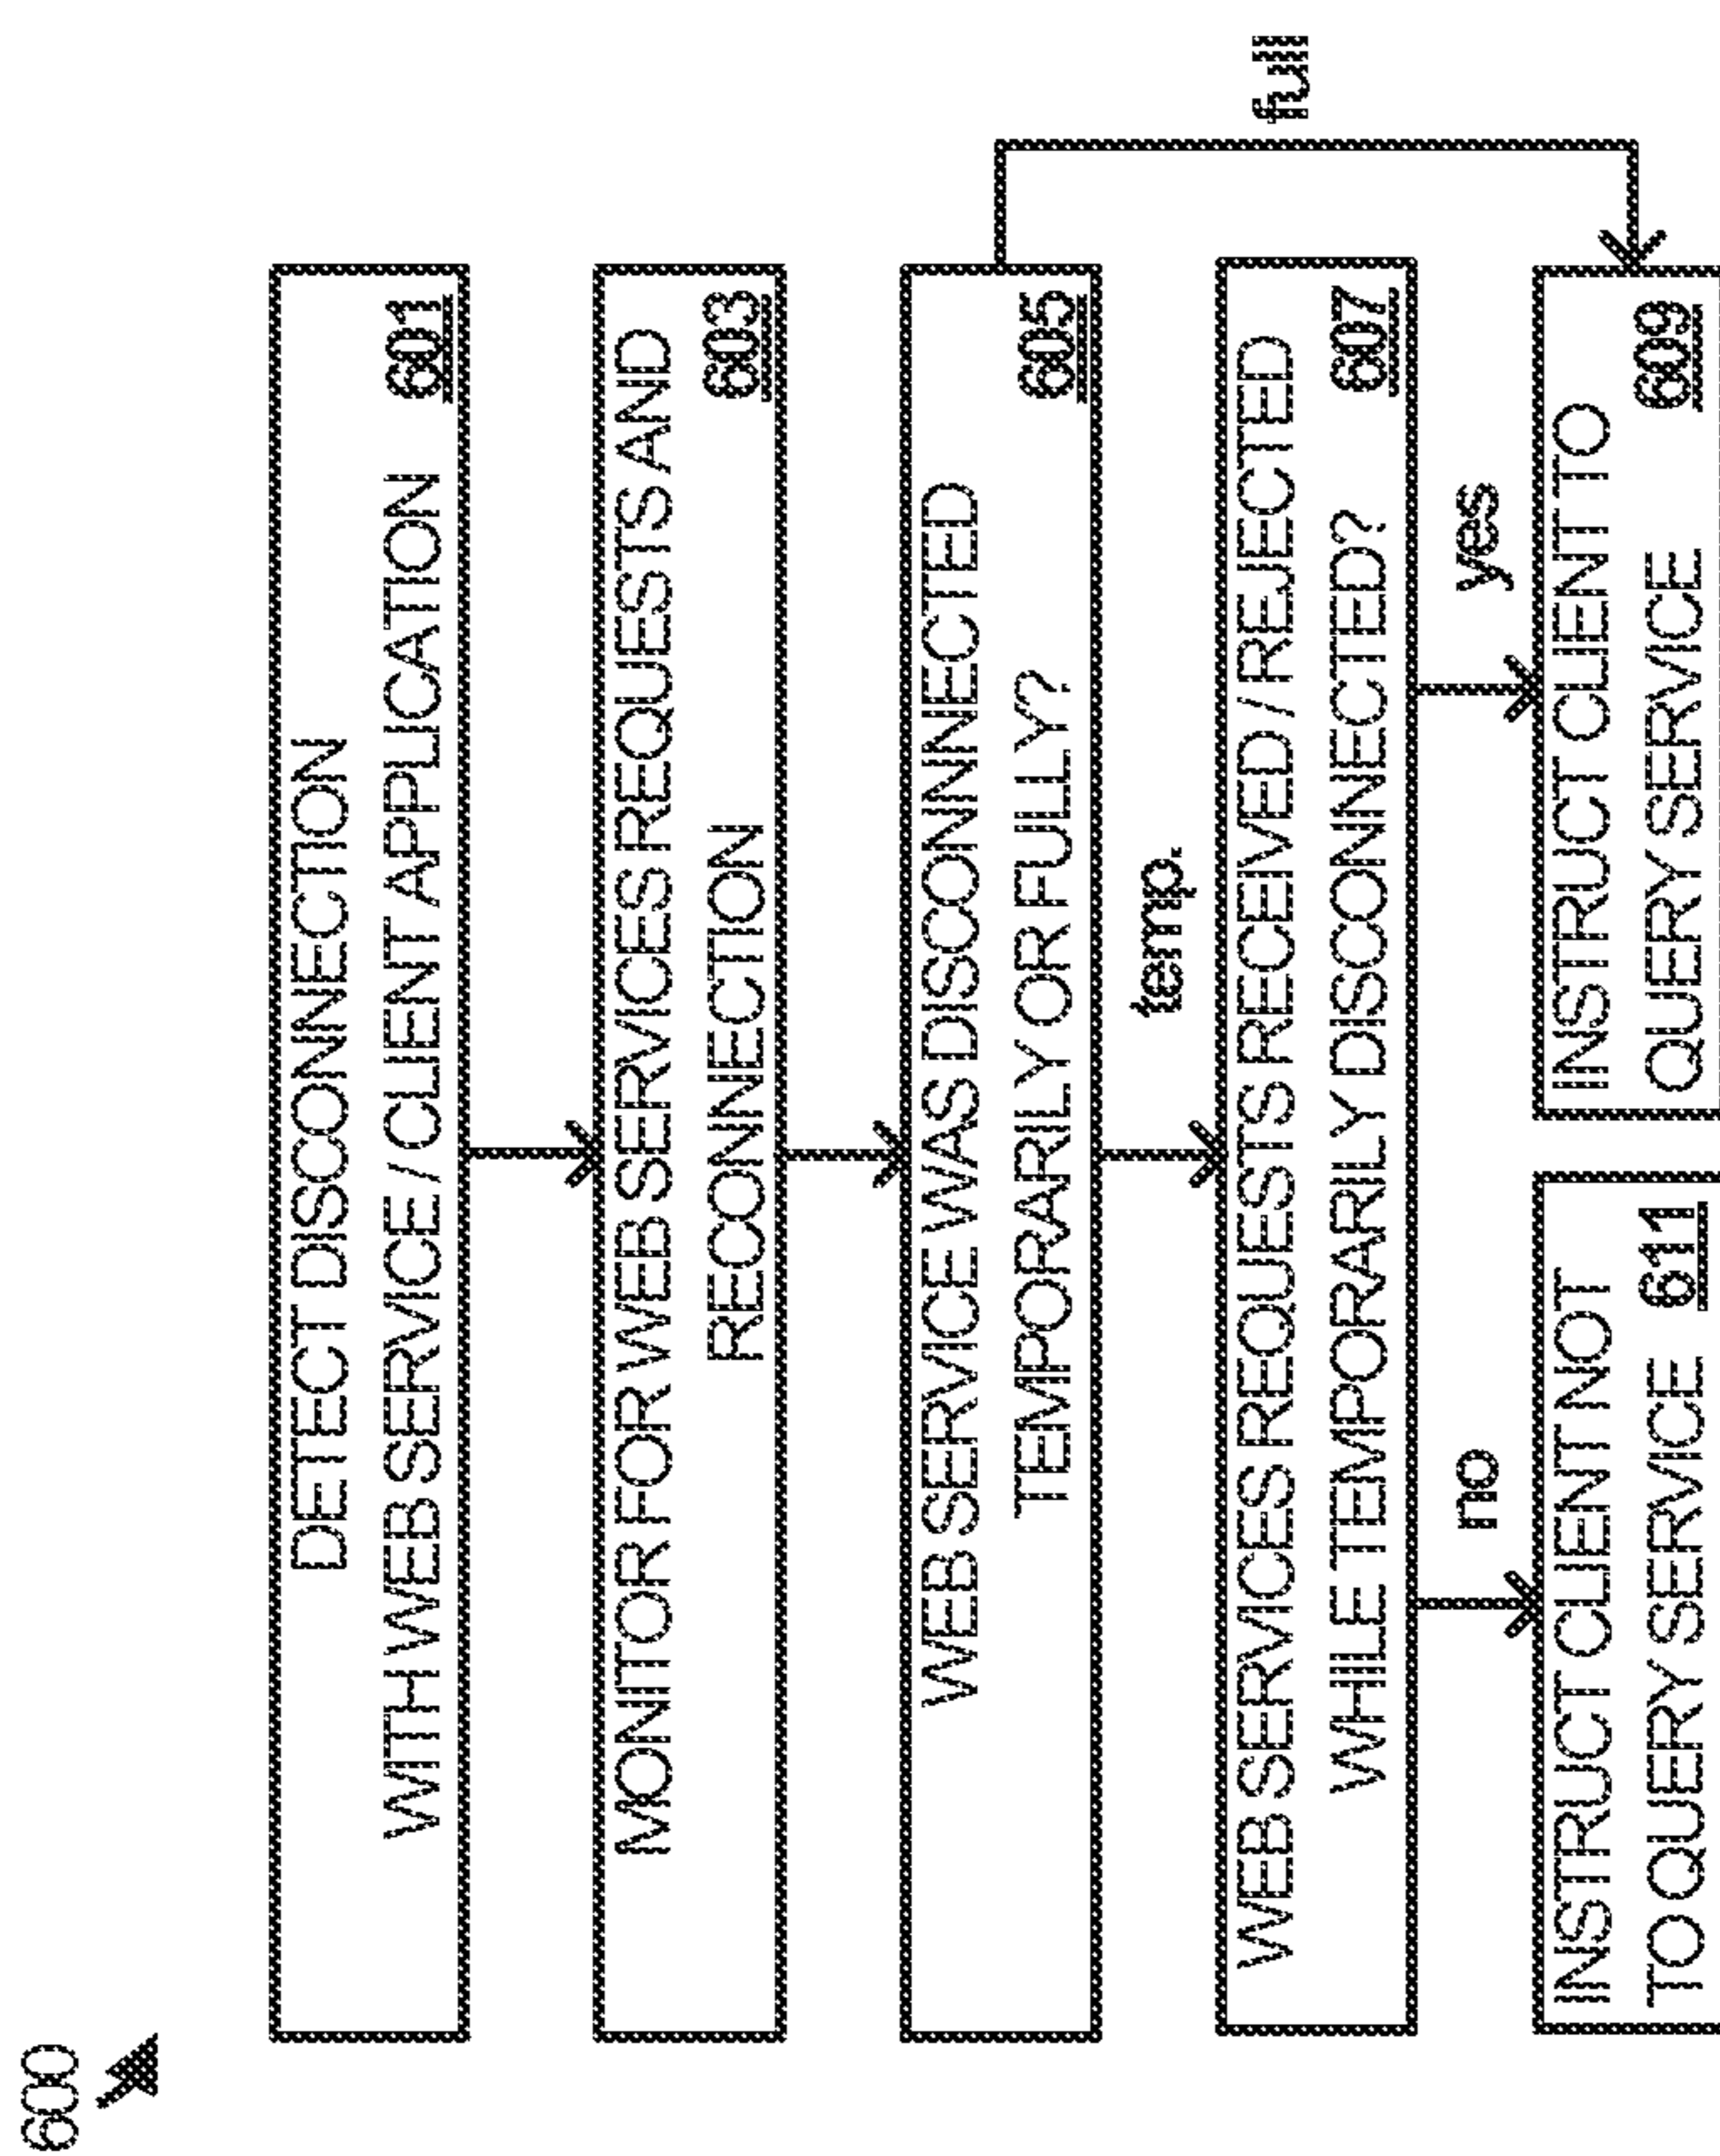 600
DETECT DISCONNECTION
WITH WEB SERVICE / CLIENT APPLICATION 601
MONITOR FOR WEB SERVICES REQUESTS AND
RECONNECTION 603
WEB SERVICE WAS DISCONNECTED
TEMPORARILY OR FULLY? 605
temp.
full
WEB SERVICES REQUESTS RECEIVED / REJECTED
WHILE TEMPORARILY DISCONNECTED? 607
no
yes
INSTRUCT CLIENT NOT
TO QUERY SERVICE 611
INSTRUCT CLIENT TO
QUERY SERVICE 609